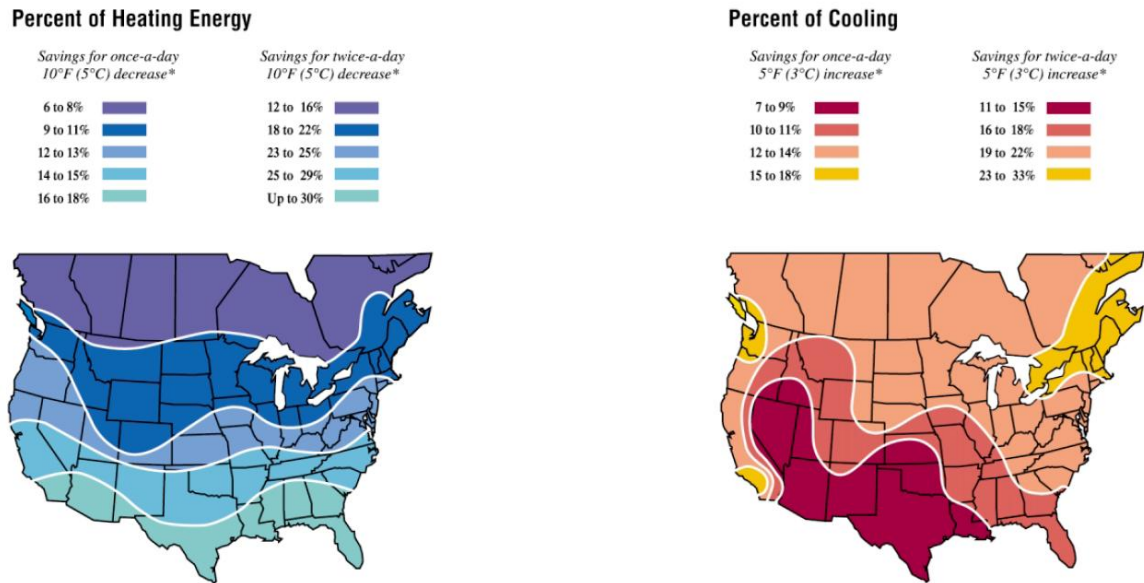 Percent of Heating Energy
Savings for once-a-day
10°F (5°C) decrease*
6 to 8%
9 to 11%
12 to 13%
14 to 15%
16 to 18%
Savings for twice-a-day
10°F (5°C) decrease*
12 to 16%
18 to 22%
23 to 25%
25 to 29%
Up to 30%
Percent of Cooling
Savings for once-a-day
5°F (3°C) increase*
7 to 9%
10 to 11%
12 to 14%
15 to 18%
Savings for twice-a-day
5°F (3°C) increase*
11 to 15%
16 to 18%
19 to 22%
23 to 33%